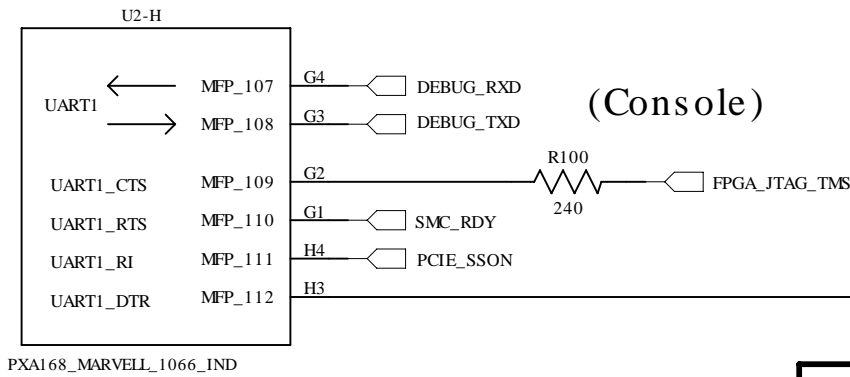 U2-H
MFP_107 G4 DEBUG_RXD
UART1
MFP_108 G3 DEBUG_TXD
(Console)
R100
UART1_CTS MFP_109 G2 FPGA_JTAG_TMS
240
UART1_RTS MFP_110 G1 SMC_RDY
UART1_RI MFP_111 H4 PCIE_SSON
UART1_DTR MFP_112 H3
PXA168_MARVELL_1066_IND